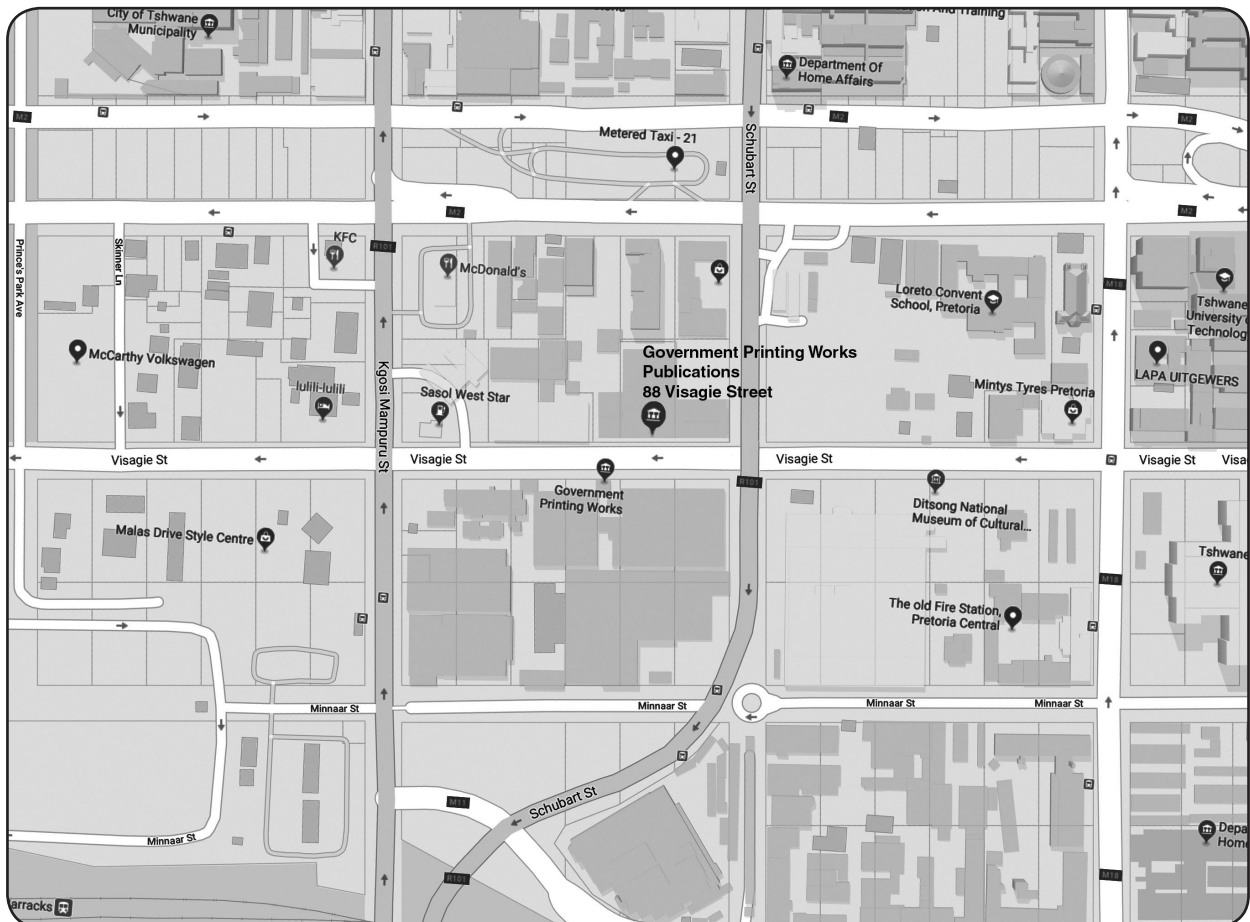 City of Tshwane
Municipality
And Training
Department Of
Home Affairs
M2
M2
M2
Metered Taxi - 21
Schubart St
M2
M2
Prince's Park Ave
Skinner Ln
KFC
R101
McDonald's
Loreto Convent
School, Pretoria
M18
Tshwane
University
Technolog
McCarthy Volkswagen
Government Printing Works
Publications
88 Visagie Street
LAPA UITGEWERS
Iulili-lulili
Kgosi Mampuru St
Sasol West Star
Mintys Tyres Pretoria
Visagie St
Visagie St
Visagie St
Visagie St
Visa
R101
Government
Printing Works
Ditsong National
Museum of Cultural...
Malas Drive Style Centre
Tshwane
M18
The old Fire Station,
Pretoria Central
Minnaar St
Minnaar St
Minnaar St
Minnaar St
M11
Schubart St
Minnaar St
Depa
Home
R101
M18
arracks